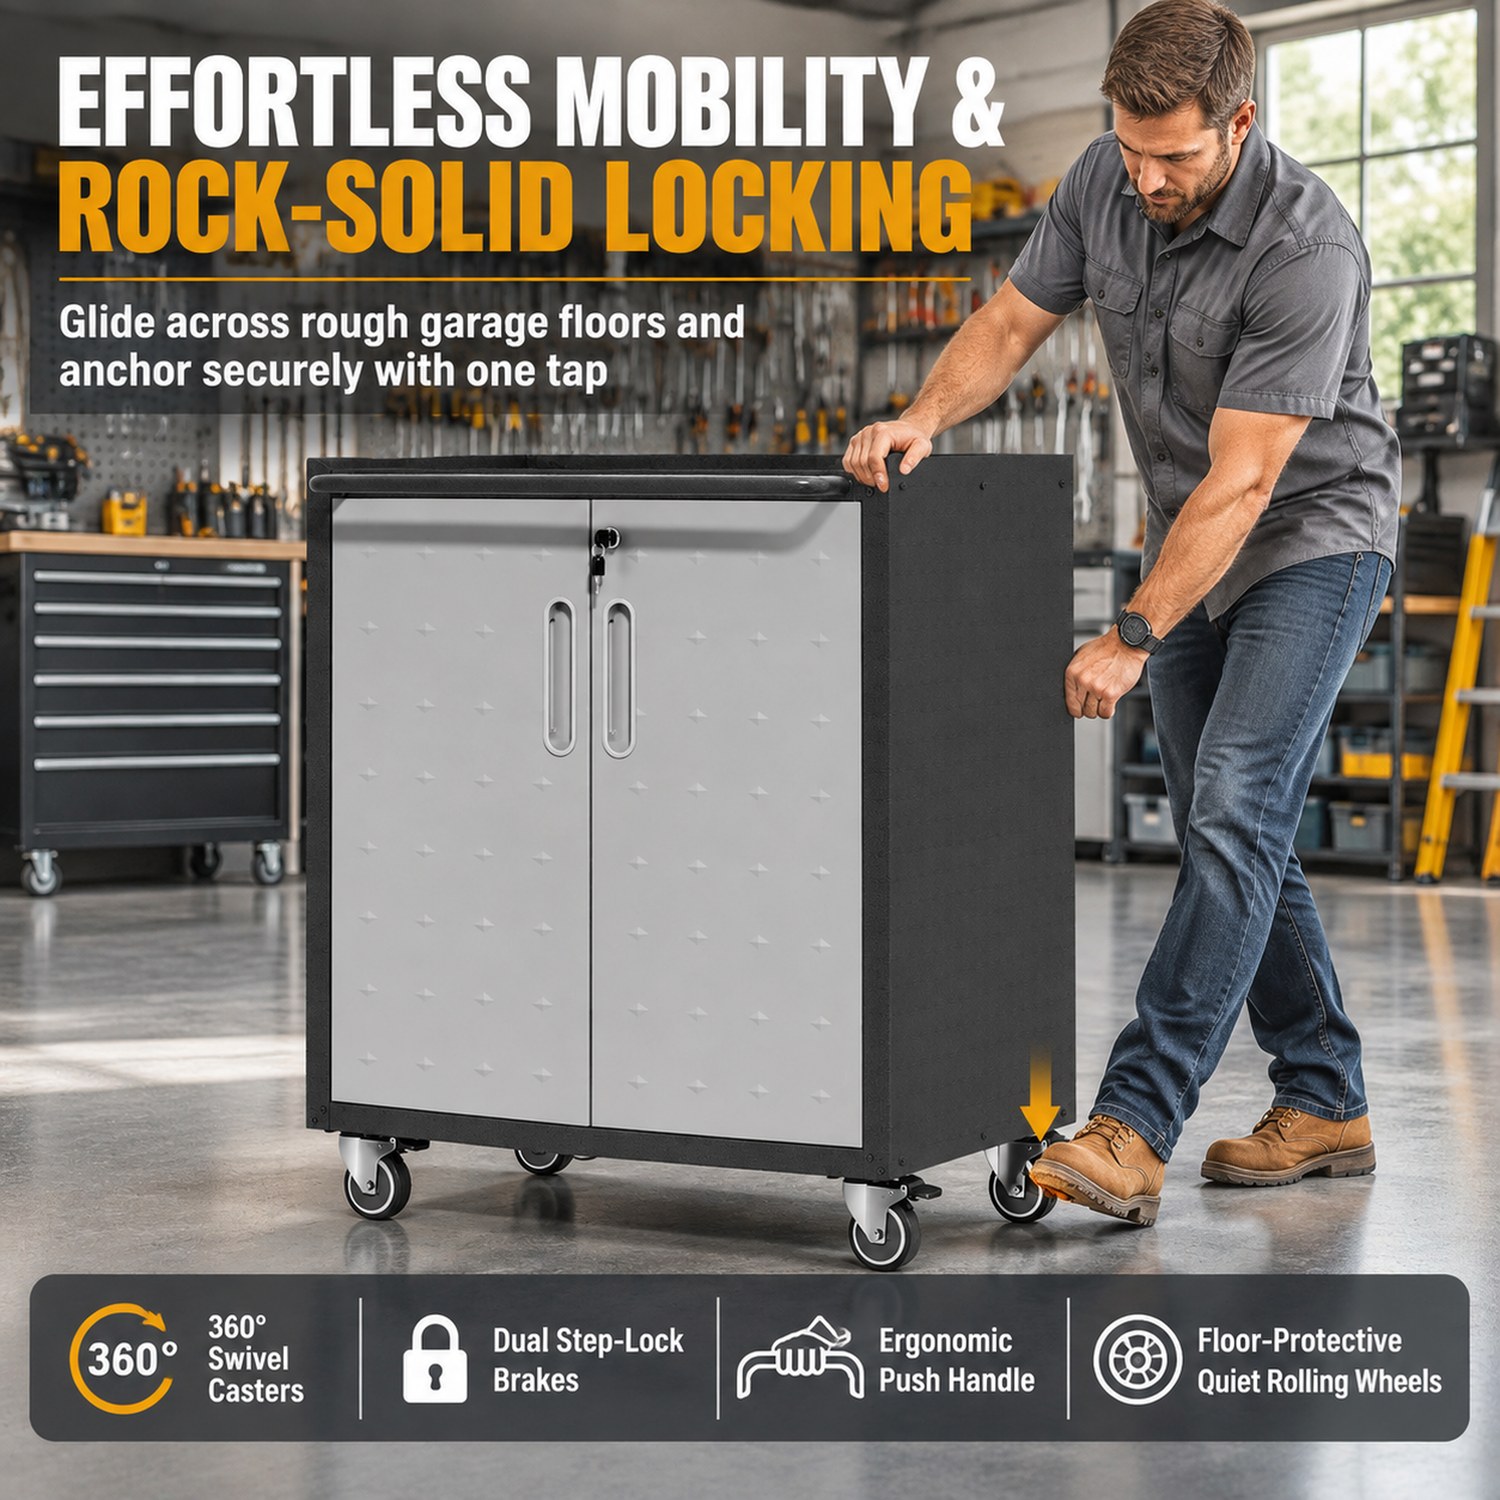 EFFORTLESS MOBILITY &
ROCK-SOLID LOCKING
Glide across rough garage floors and
anchor securely with one tap
360°
360°
Swivel
Casters
Dual Step-Lock
Brakes
Ergonomic
Push Handle
Floor-Protective
Quiet Rolling Wheels